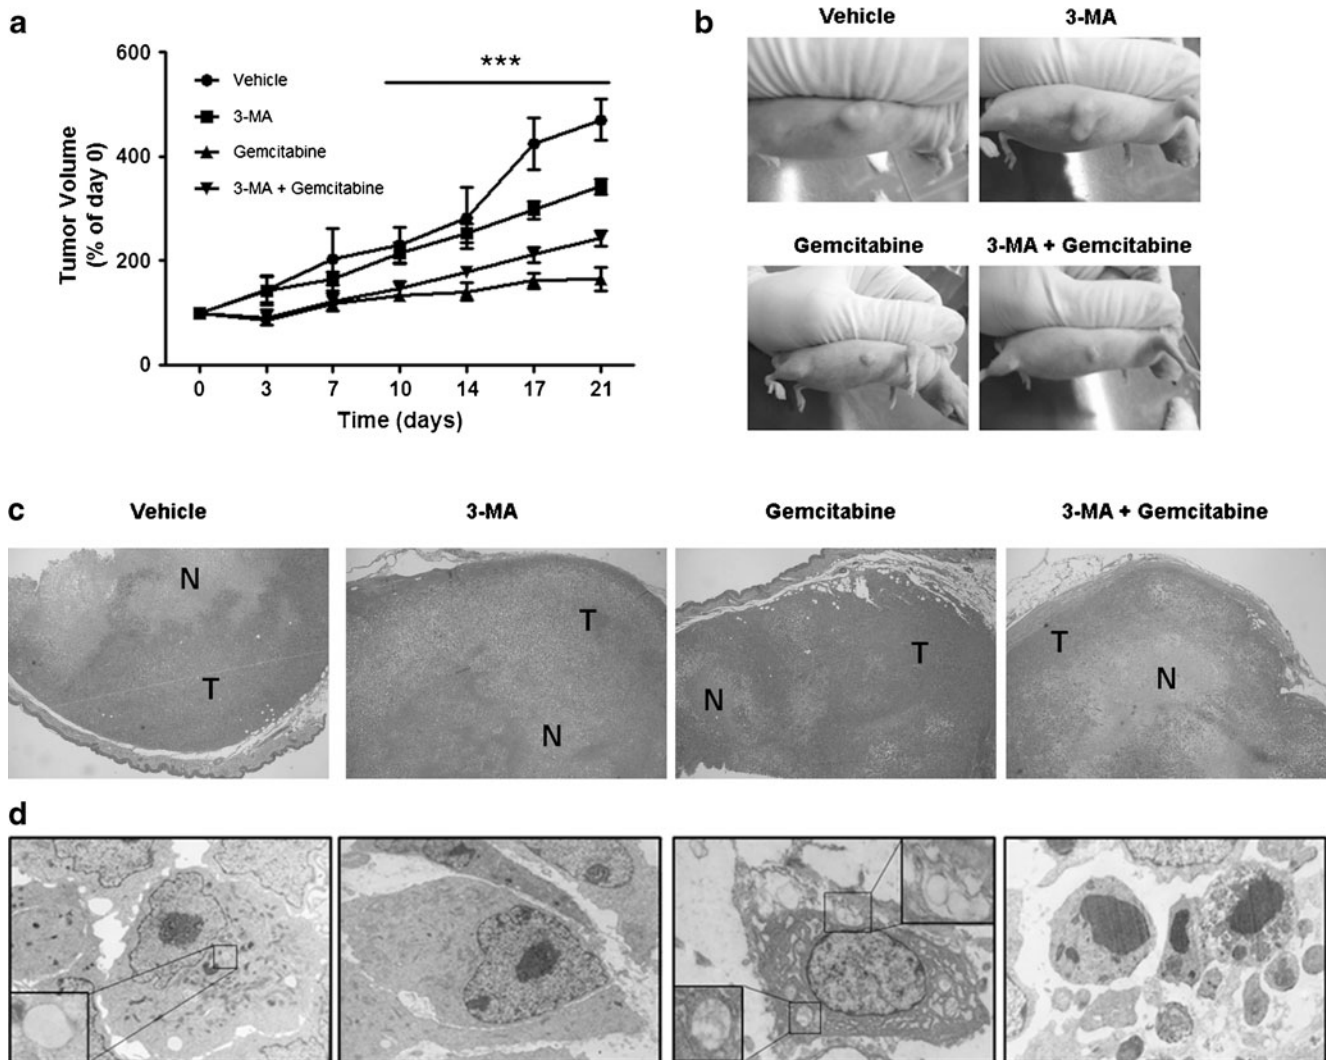 a
600
400
200
0
***
Vehicle
3-MA
Gemcitabine
3-MA + Gemcitabine
Tumor Volume
(% of day 0)
0 3 7 10 14 17 21
Time (days)
b
Vehicle 3-MA
Gemcitabine 3-MA + Gemcitabine
c
Vehicle 3-MA Gemcitabine 3-MA + Gemcitabine
N
T
T
N
T
N
T
N
d